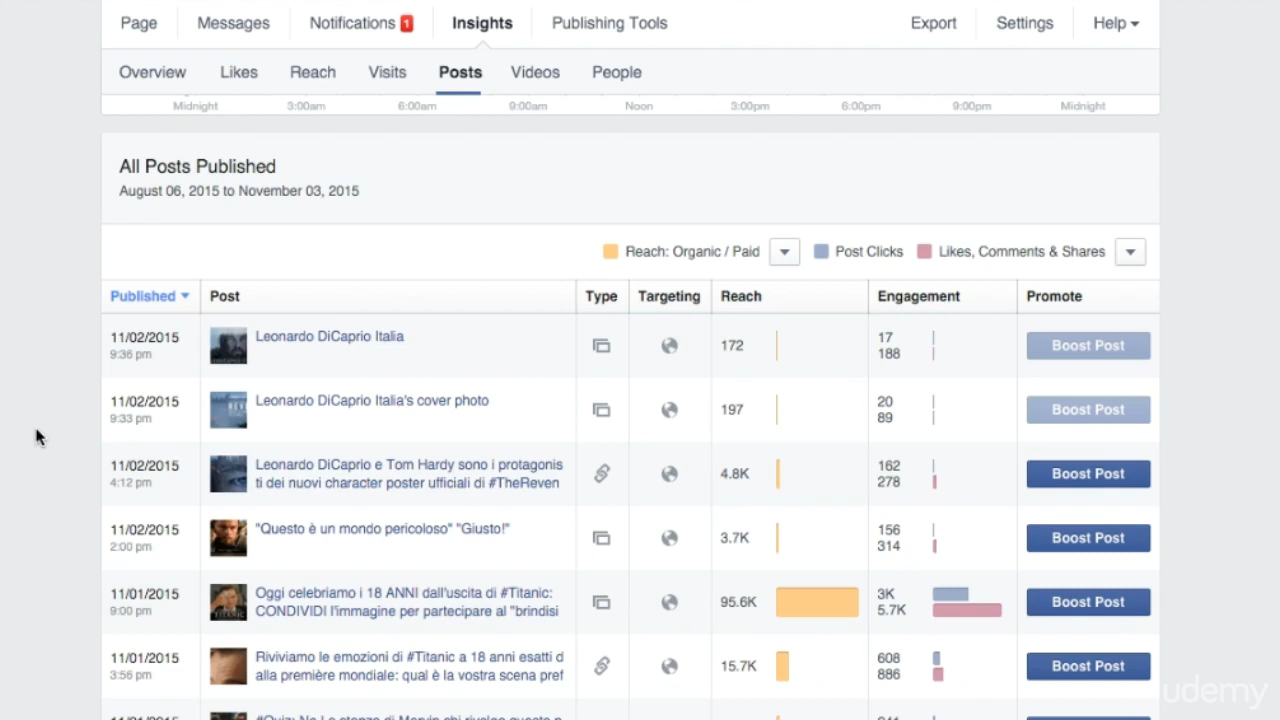 Page Messages Notifications 1 Insights Publishing Tools Export Settings Help
Overview Likes Reach Visits Posts Videos People
Midnight 3:00am 6:00am 9:00am Noon 3:00pm 6:00pm 9:00pm Midnight
All Posts Published
August 06, 2015 to November 03, 2015
Reach: Organic / Paid Post Clicks Likes, Comments & Shares
Published Post Type Targeting Reach Engagement Promote
11/02/2015
9:36 pm
Leonardo DiCaprio Italia
172
17
188
Boost Post
11/02/2015
9:33 pm
Leonardo DiCaprio Italia's cover photo
197
20
89
Boost Post
11/02/2015
4:12 pm
Leonardo DiCaprio e Tom Hardy sono i protagonis
ti dei nuovi character poster ufficiali di #TheReven
4.8K
162
278
Boost Post
11/02/2015
2:00 pm
"Questo è un mondo pericoloso" "Giusto!"
3.7K
156
314
Boost Post
11/01/2015
9:00 pm
Oggi celebriamo i 18 ANNI dall'uscita di #Titanic:
CONDIVIDI l'immagine per partecipare al "brindisi
95.6K
3K
5.7K
Boost Post
11/01/2015
3:56 pm
Riviviamo le emozioni di #Titanic a 18 anni esatti d
alla première mondiale: qual è la vostra scena pref
15.7K
608
886
Boost Post
udemy